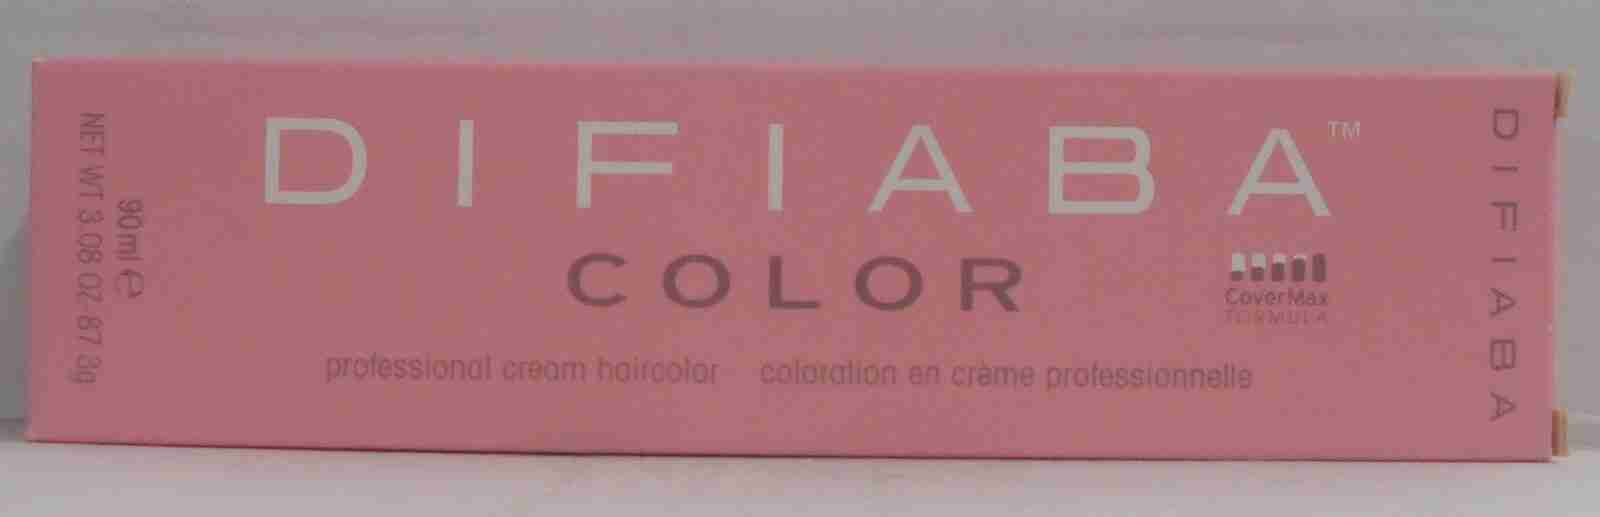 DIFIABA™
COLOR
CoverMax
FORMULA
professional cream haircolor coloration en crème professionnelle
90ml e
NET WT 3.08 OZ 87.3g
DIFIABA